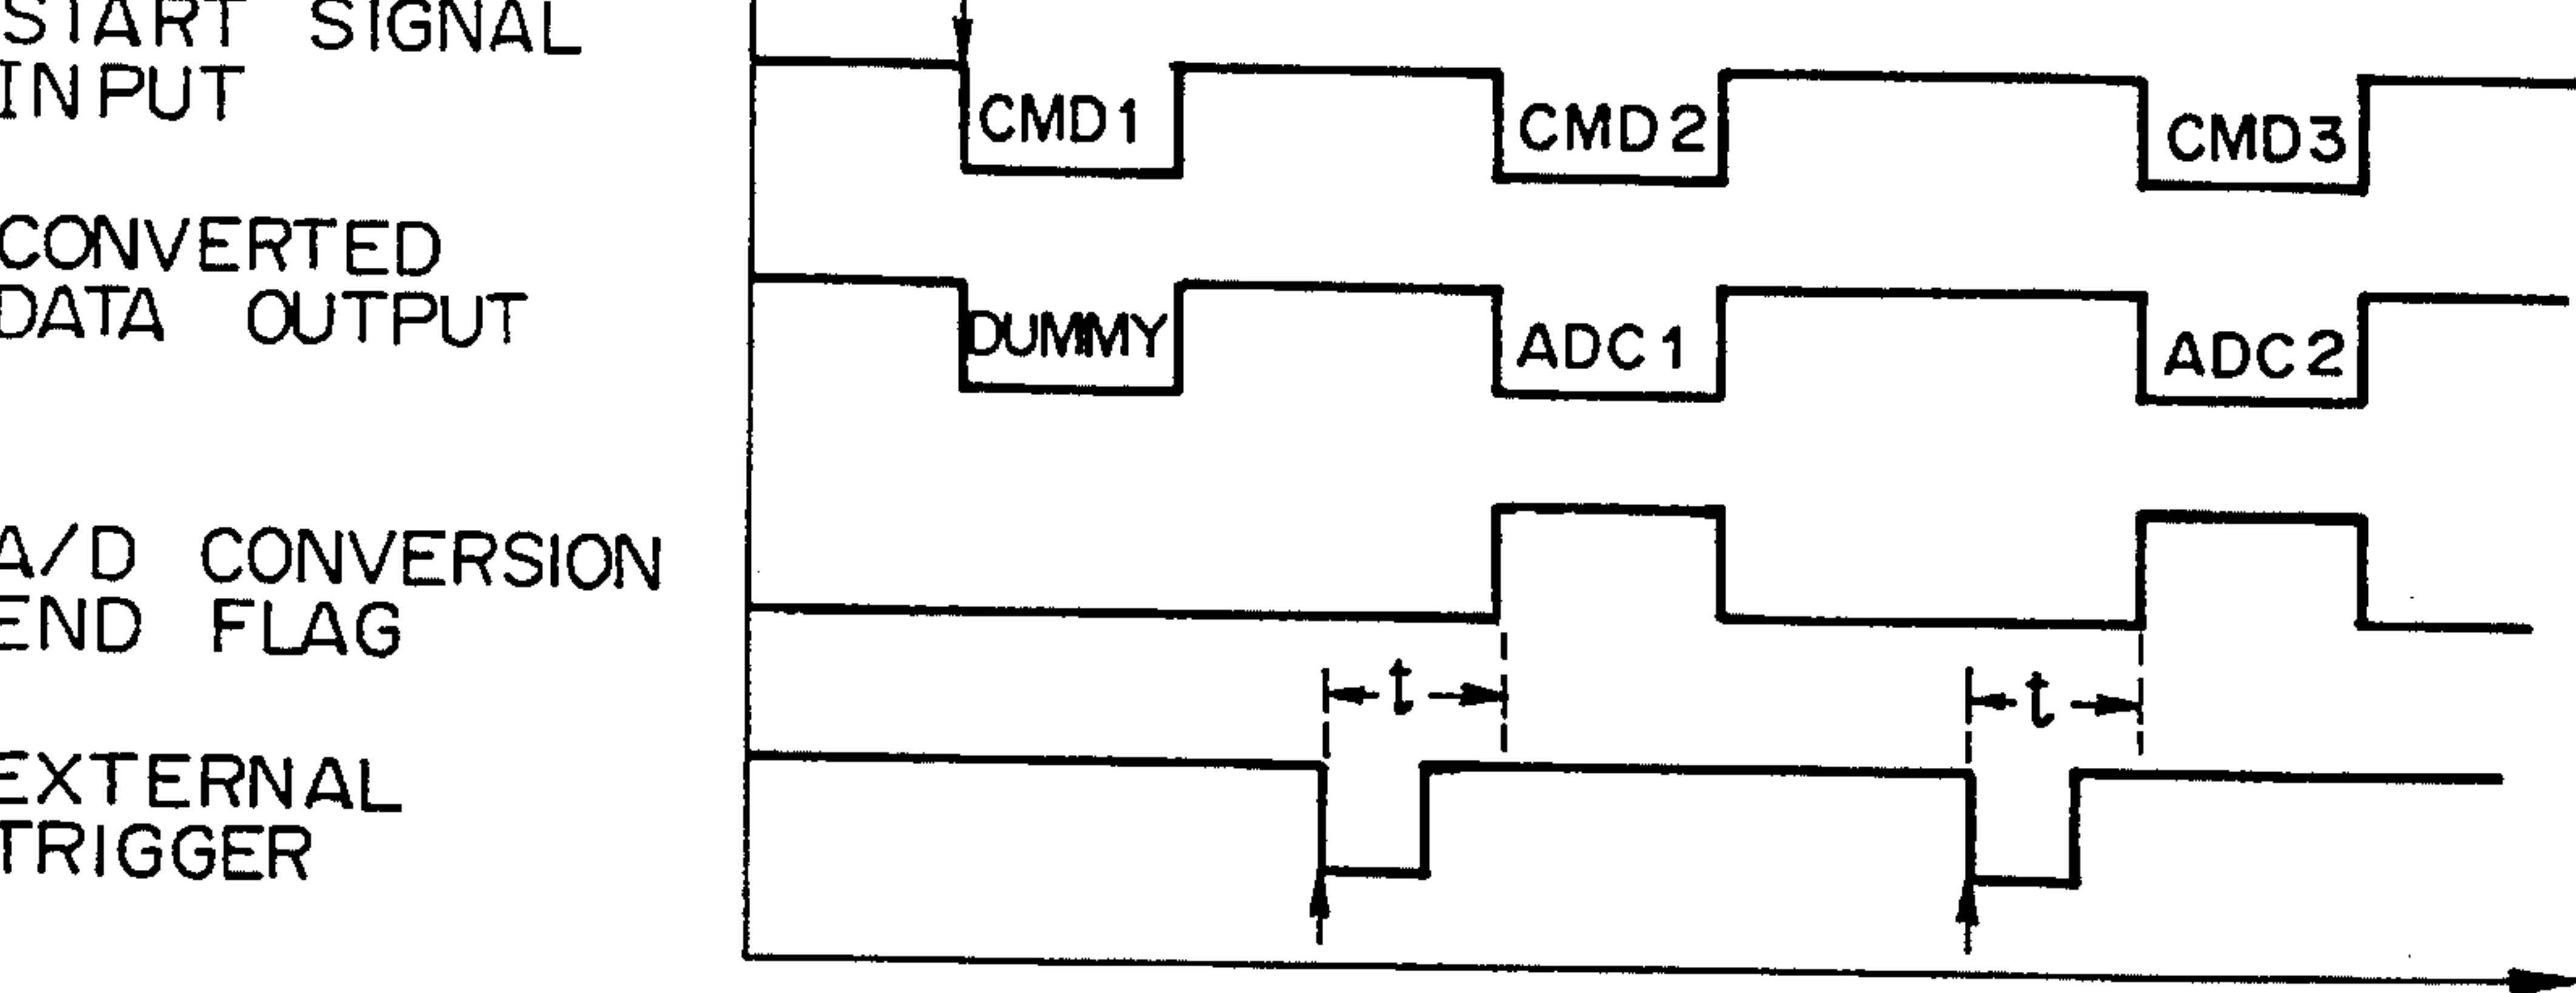 START SIGNAL
INPUT
CMD1
CMD2
CMD3
CONVERTED
DATA OUTPUT
DUMMY
ADC1
ADC2
A/D CONVERSION
END FLAG
t
t
EXTERNAL
TRIGGER